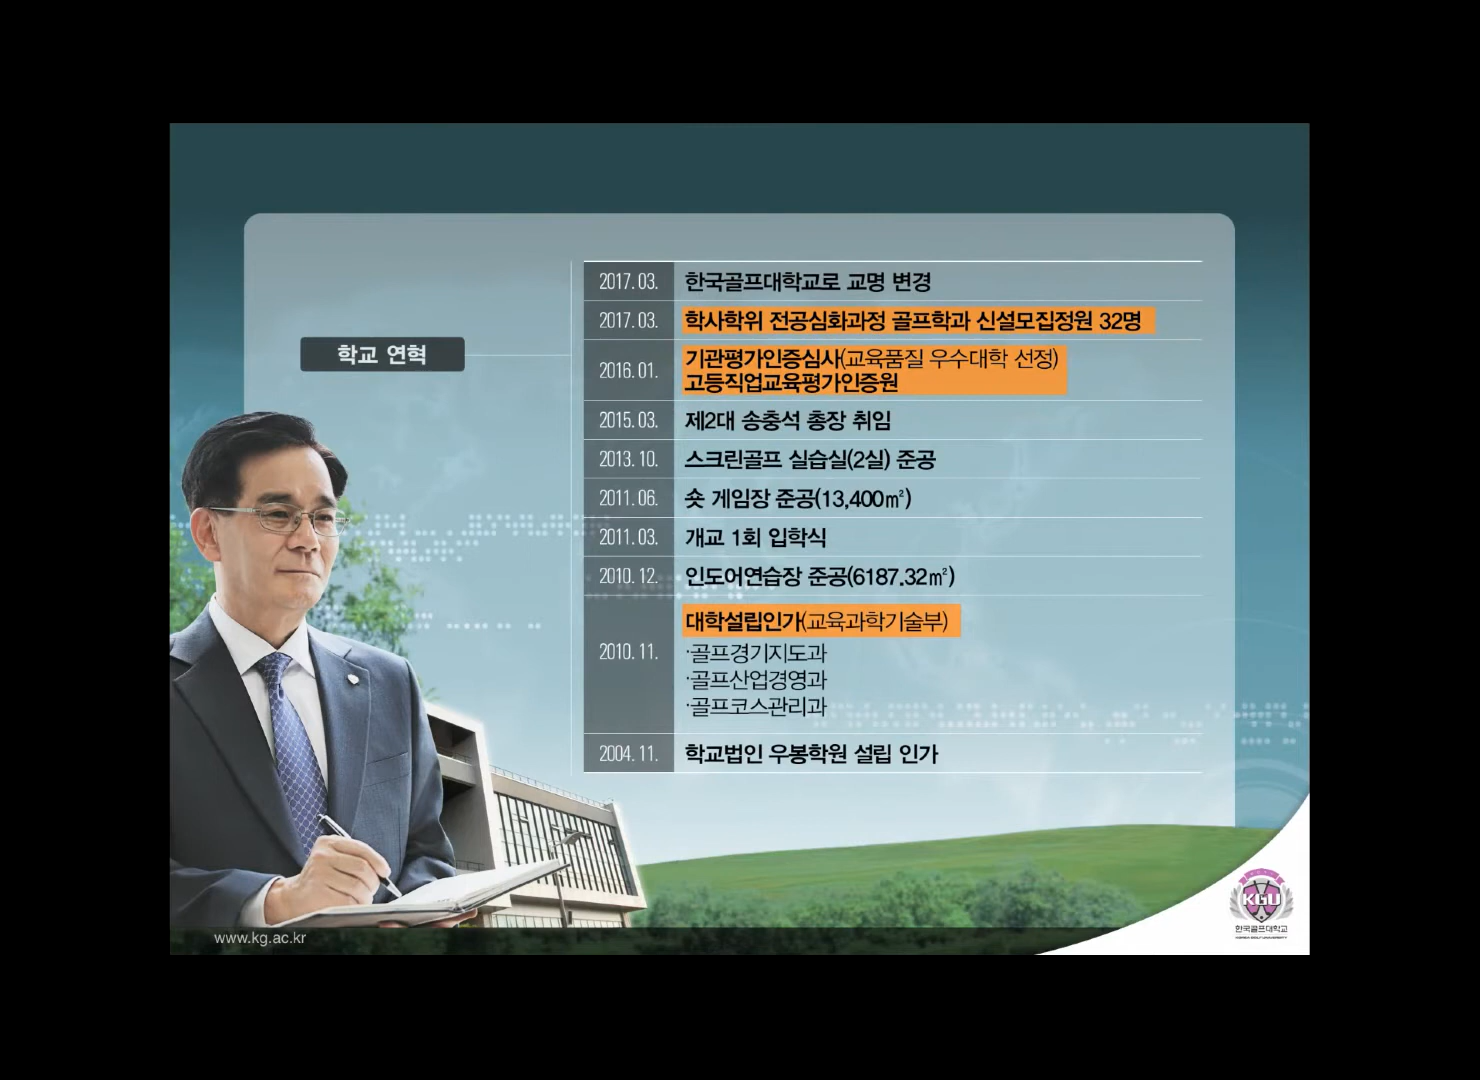 학교 연혁
2017. 03. 한국골프대학교로 교명 변경
2017. 03. 학사학위 전공심화과정 골프학과 신설모집정원 32명
2016. 01. 기관평가인증심사(교육품질 우수대학 선정)
고등직업교육평가인증원
2015. 03. 제2대 송충석 총장 취임
2013. 10. 스크린골프 실습실(2실) 준공
2011. 06. 숏 게임장 준공(13,400㎡)
2011. 03. 개교 1회 입학식
2010. 12. 인도어연습장 준공(6187.32㎡)
2010. 11. 대학설립인가(교육과학기술부)
·골프경기지도과
·골프산업경영과
·골프코스관리과
2004. 11. 학교법인 우봉학원 설립 인가
www.kg.ac.kr
KGU
한국골프대학교
KOREA GOLF UNIVERSITY